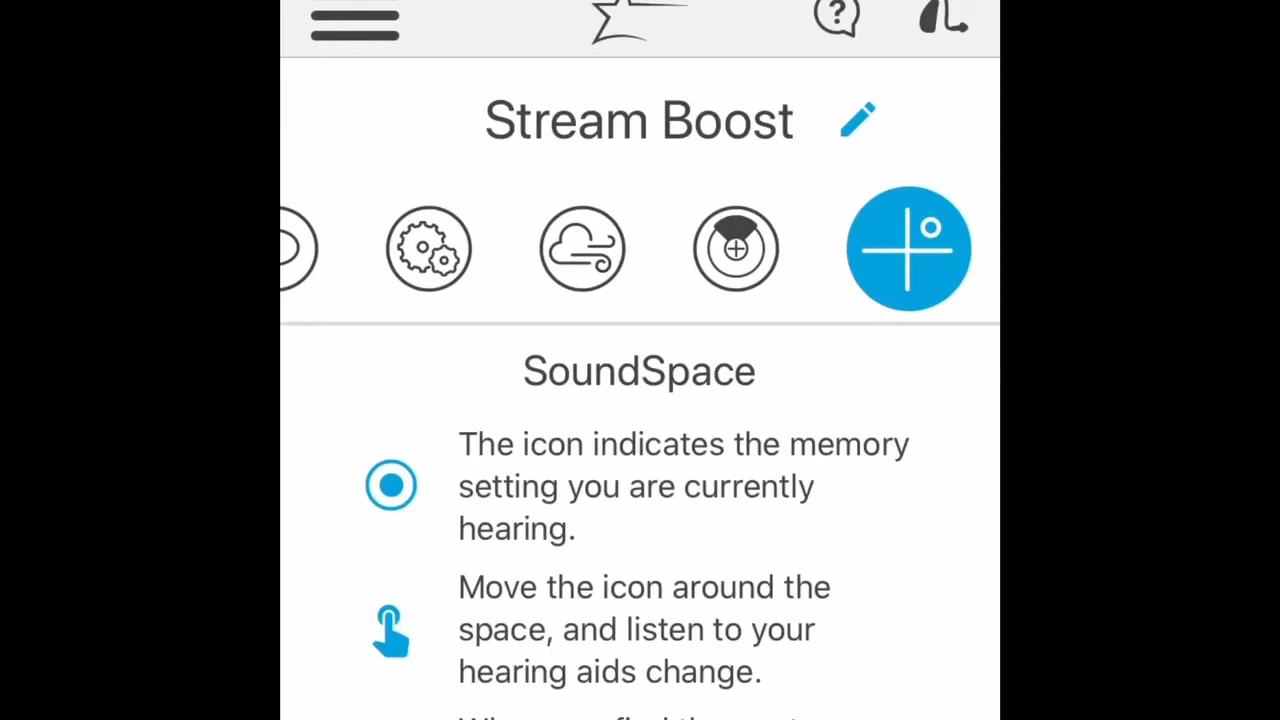 Stream Boost
SoundSpace
The icon indicates the memory
setting you are currently
hearing.
Move the icon around the
space, and listen to your
hearing aids change.